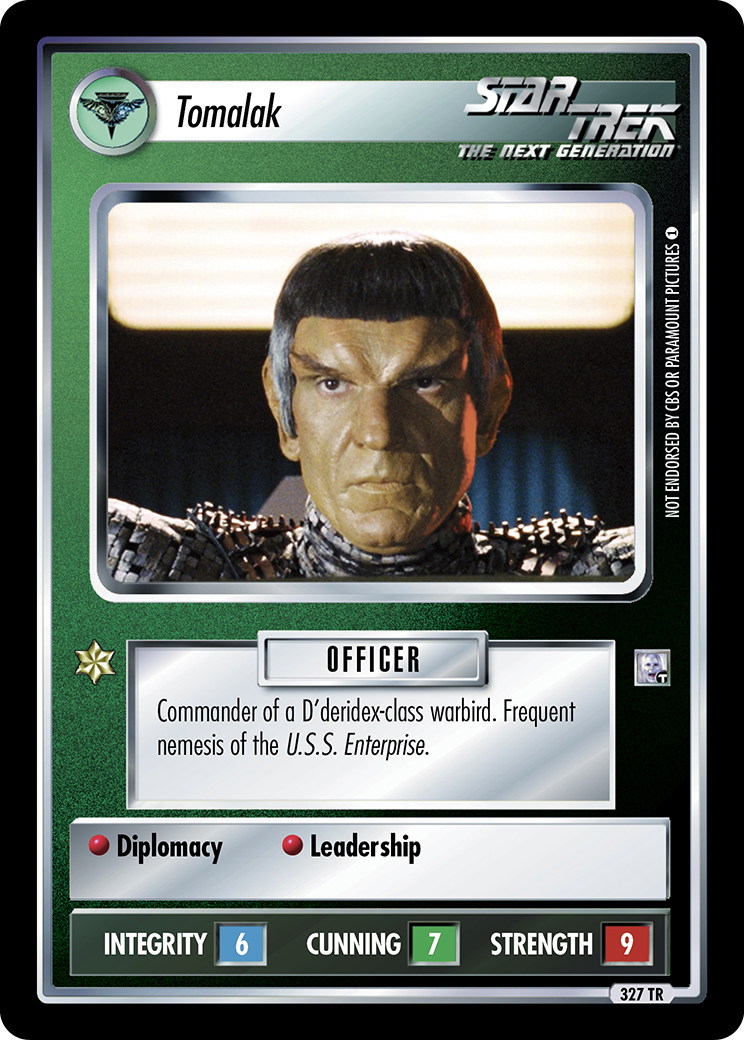 Tomalak
STAR TREK
THE NEXT GENERATION
NOT ENDORSED BY CBS OR PARAMOUNT PICTURES 1
OFFICER
Commander of a D'deridex-class warbird. Frequent
nemesis of the U.S.S. Enterprise.
T
Diplomacy Leadership
INTEGRITY 6 CUNNING 7 STRENGTH 9
327 TR